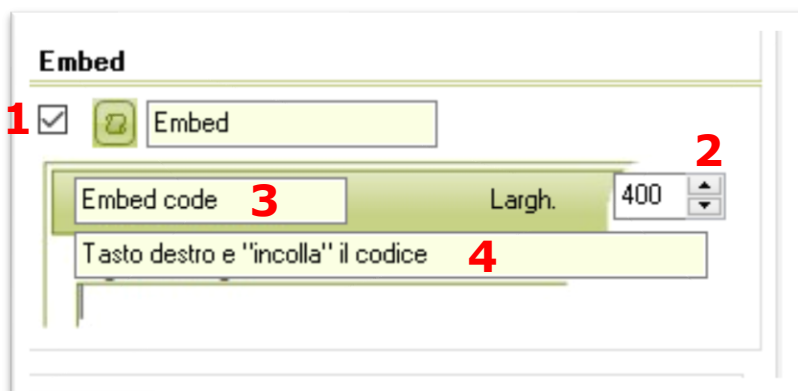 Embed
1 Embed
2
Embed code 3 Largh. 400
Tasto destro e "incolla" il codice 4